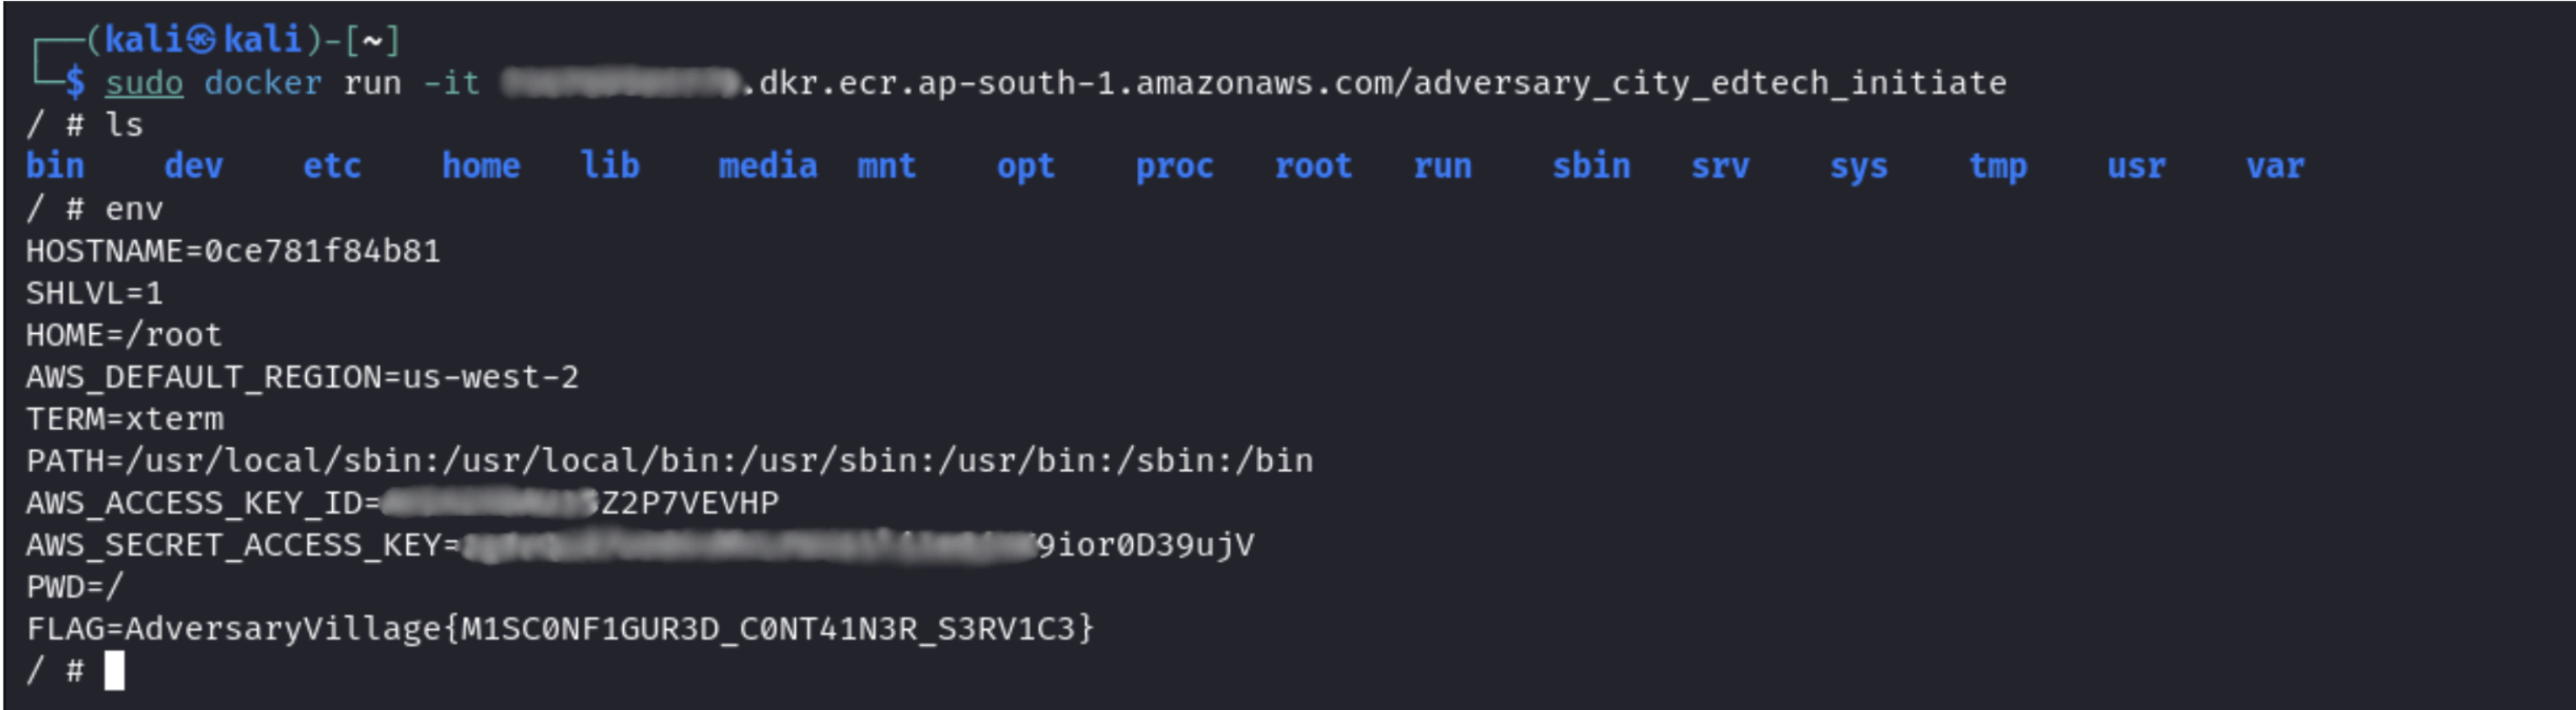 (kali㉿kali)-[~]
$ sudo docker run -it .dkr.ecr.ap-south-1.amazonaws.com/adversary_city_edtech_initiate
/ # ls
bin dev etc home lib media mnt opt proc root run sbin srv sys tmp usr var
/ # env
HOSTNAME=0ce781f84b81
SHLVL=1
HOME=/root
AWS_DEFAULT_REGION=us-west-2
TERM=xterm
PATH=/usr/local/sbin:/usr/local/bin:/usr/sbin:/usr/bin:/sbin:/bin
AWS_ACCESS_KEY_ID=Z2P7VEVHP
AWS_SECRET_ACCESS_KEY=9ior0D39ujV
PWD=/
FLAG=AdversaryVillage{M1SC0NF1GUR3D_C0NT41N3R_S3RV1C3}
/ #